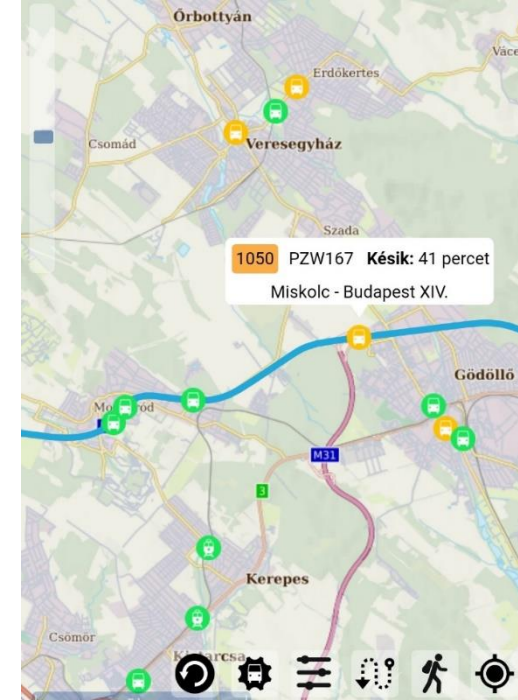 Őrbottyán
Erdőkertes
Csomád
Veresegyház
Szada
1050 PZW167 Késik: 41 percet
Miskolc - Budapest XIV.
Gödöllő
M31
3
Kerepes
Csömör